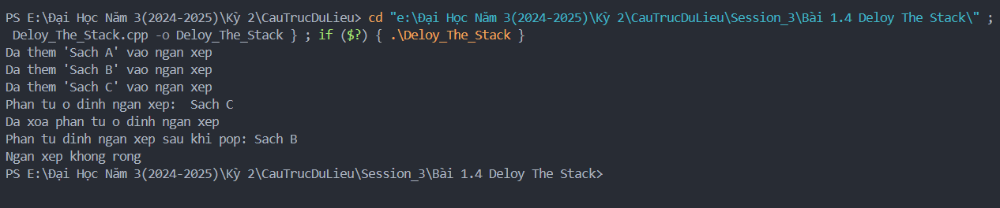 PS E:\Đại Học Năm 3(2024-2025)\Kỳ 2\CauTrucDuLieu> cd "e:\Đại Học Năm 3(2024-2025)\Kỳ 2\CauTrucDuLieu\Session_3\Bài 1.4 Deloy The Stack\" ;
Deloy_The_Stack.cpp -o Deloy_The_Stack } ; if ($?) { .\Deloy_The_Stack }
Da them 'Sach A' vao ngan xep
Da them 'Sach B' vao ngan xep
Da them 'Sach C' vao ngan xep
Phan tu o dinh ngan xep:  Sach C
Da xoa phan tu o dinh ngan xep
Phan tu dinh ngan xep sau khi pop: Sach B
Ngan xep khong rong
PS E:\Đại Học Năm 3(2024-2025)\Kỳ 2\CauTrucDuLieu\Session_3\Bài 1.4 Deloy The Stack>